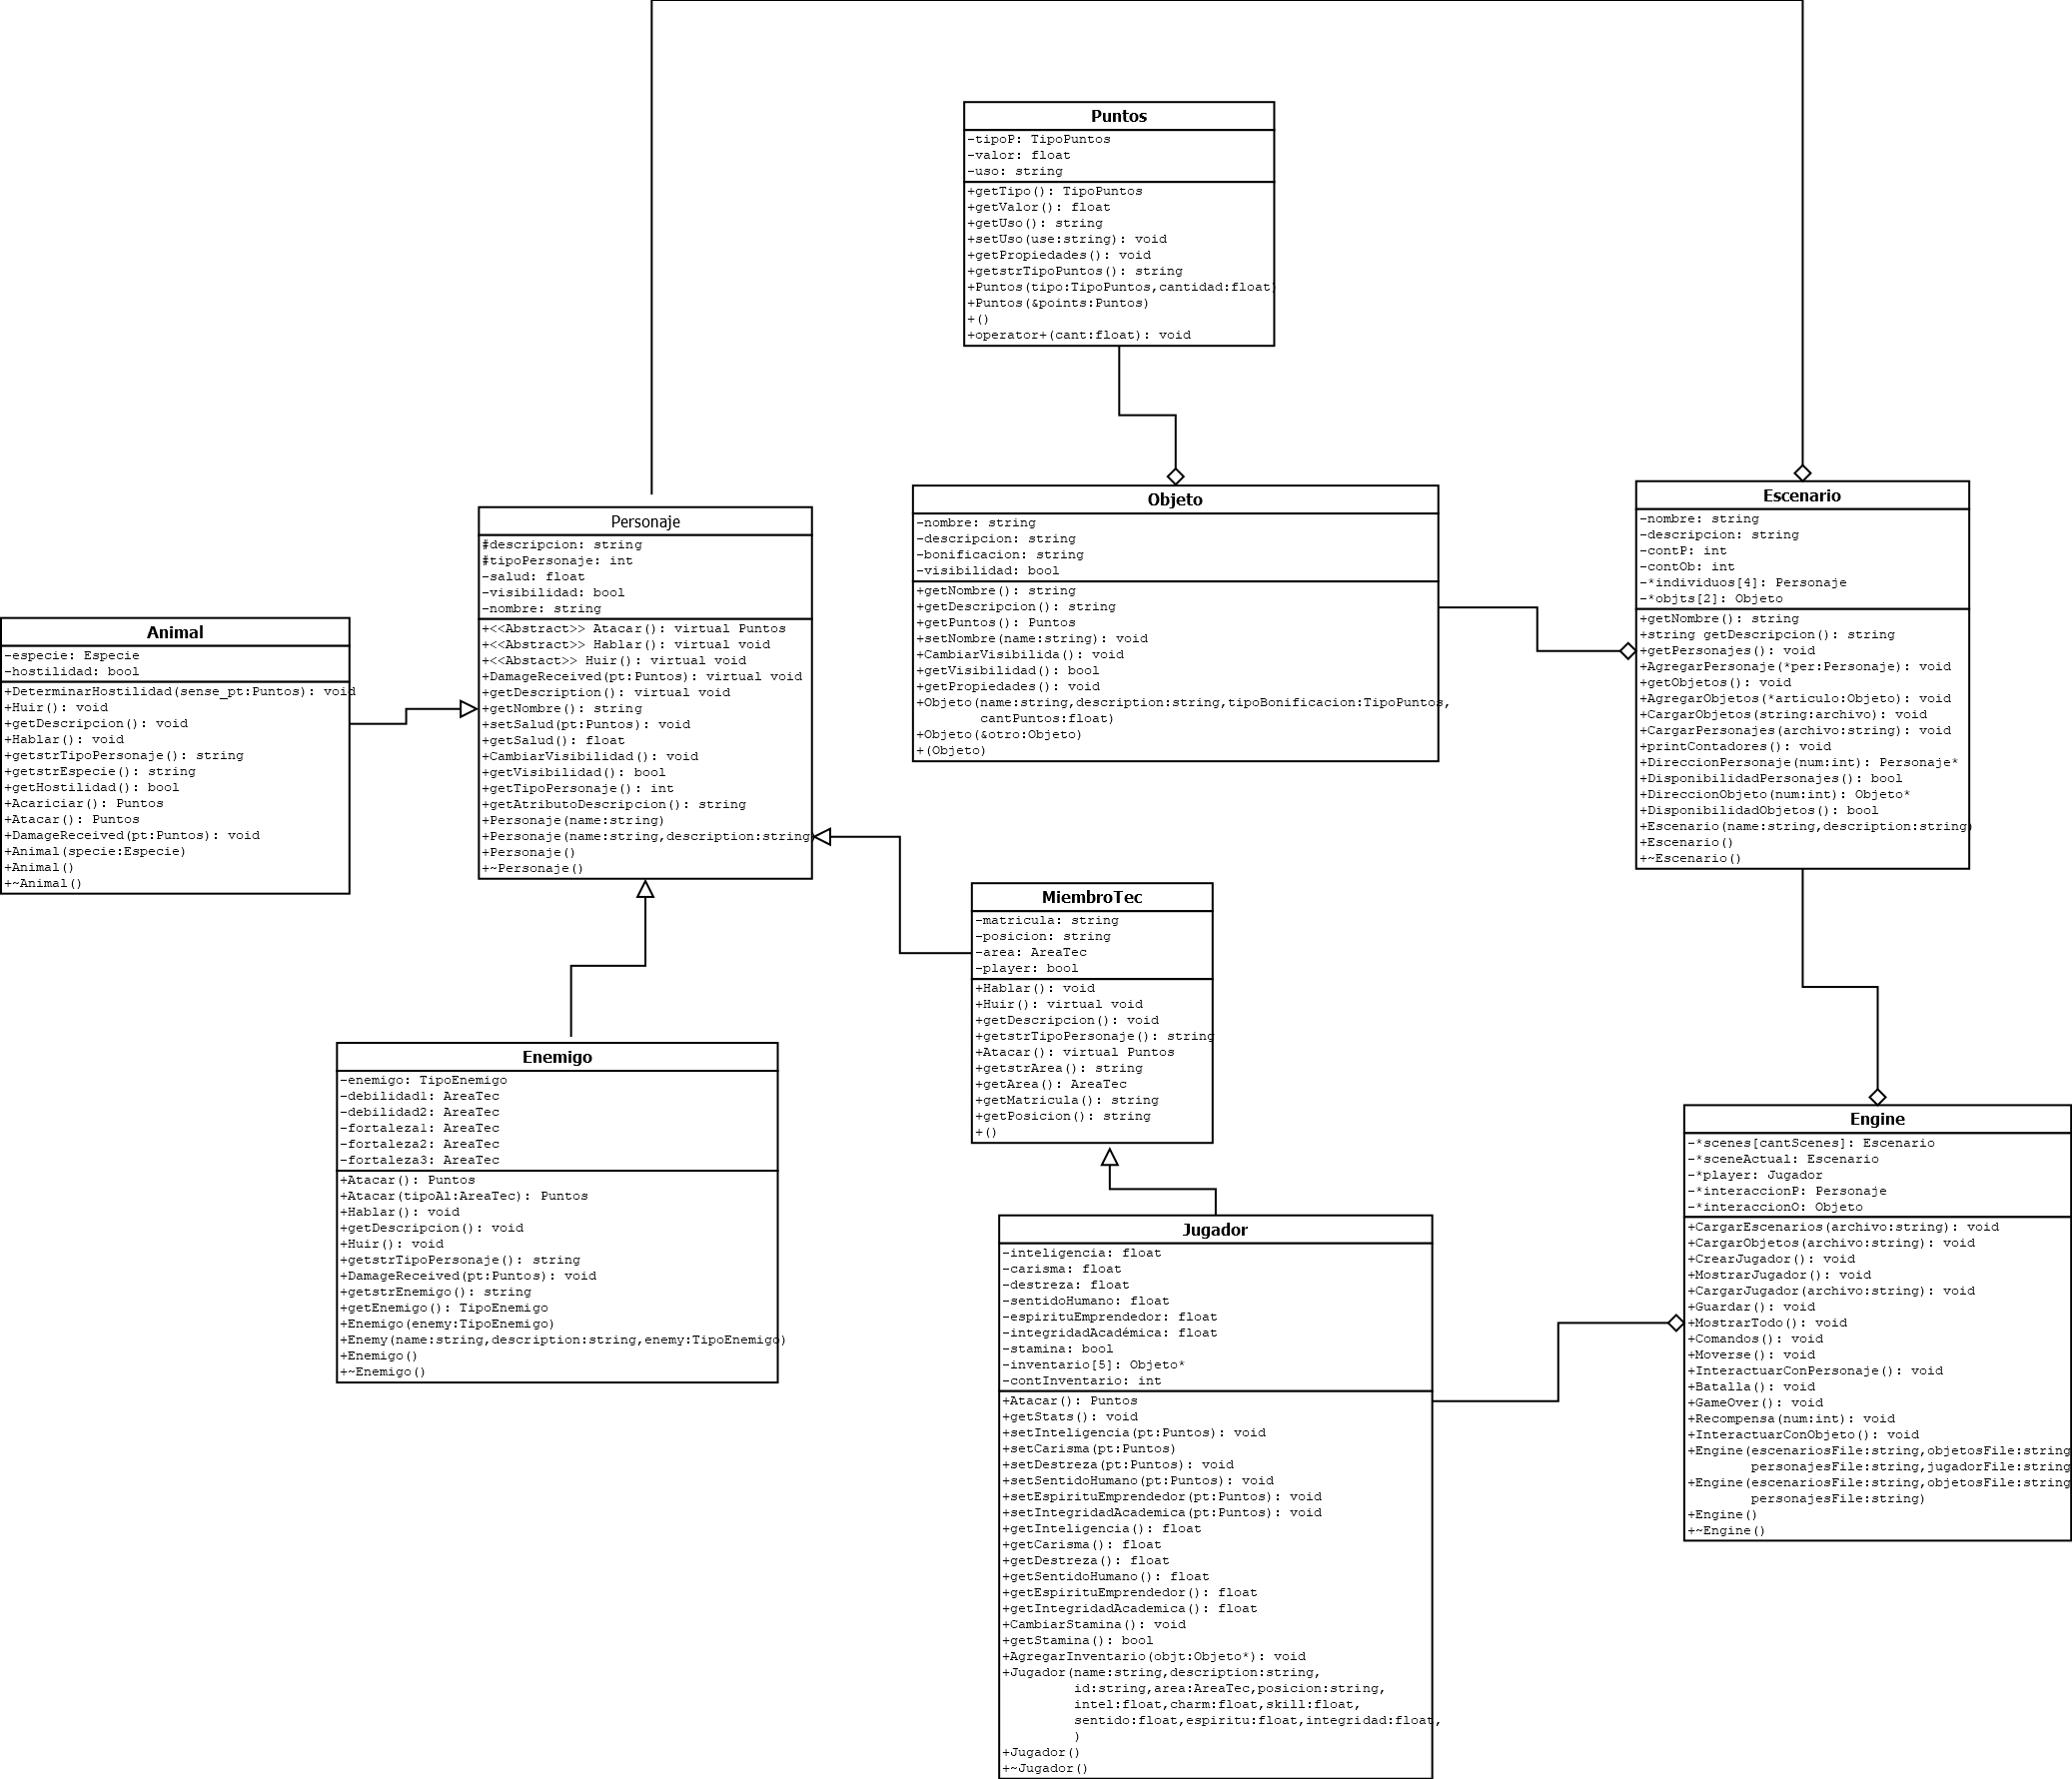 Puntos
-tipoP: TipoPuntos
-valor: float
-uso: string
+getTipo(): TipoPuntos
+getValor(): float
+getUso(): string
+setUso(use:string): void
+getPropiedades(): void
+getstrTipoPuntos(): string
+Puntos(tipo:TipoPuntos,cantidad:float)
+Puntos(&points:Puntos)
+()
+operator+(cant:float): void
Objeto
-nombre: string
-descripcion: string
-bonificacion: string
-visibilidad: bool
+getNombre(): string
+getDescripcion(): string
+getPuntos(): Puntos
+setNombre(name:string): void
+CambiarVisibilida(): void
+getVisibilidad(): bool
+getPropiedades(): void
+Objeto(name:string,description:string,tipoBonificacion:TipoPuntos,
cantPuntos:float)
+Objeto(&otro:Objeto)
+(Objeto)
Escenario
-nombre: string
-descripcion: string
-contP: int
-contOb: int
-*individuos[4]: Personaje
-*objts[2]: Objeto
+getNombre(): string
+string getDescripcion(): string
+getPersonajes(): void
+AgregarPersonaje(*per:Personaje): void
+getObjetos(): void
+AgregarObjetos(*articulo:Objeto): void
+CargarObjetos(string:archivo): void
+CargarPersonajes(archivo:string): void
+printContadores(): void
+DireccionPersonaje(num:int): Personaje*
+DisponibilidadPersonajes(): bool
+DireccionObjeto(num:int): Objeto*
+DisponibilidadObjetos(): bool
+Escenario(name:string,description:string)
+Escenario()
+~Escenario()
Personaje
#descripcion: string
#tipoPersonaje: int
-salud: float
-visibilidad: bool
-nombre: string
+<<Abstract>> Atacar(): virtual Puntos
+<<Abstract>> Hablar(): virtual void
+<<Abstact>> Huir(): virtual void
+DamageReceived(pt:Puntos): virtual void
+getDescription(): virtual void
+getNombre(): string
+setSalud(pt:Puntos): void
+getSalud(): float
+CambiarVisibilidad(): void
+getVisibilidad(): bool
+getTipoPersonaje(): int
+getAtributoDescripcion(): string
+Personaje(name:string)
+Personaje(name:string,description:string)
+Personaje()
+~Personaje()
Animal
-especie: Especie
-hostilidad: bool
+DeterminarHostilidad(sense_pt:Puntos): void
+Huir(): void
+getDescripcion(): void
+Hablar(): void
+getstrTipoPersonaje(): string
+getstrEspecie(): string
+getHostilidad(): bool
+Acariciar(): Puntos
+Atacar(): Puntos
+DamageReceived(pt:Puntos): void
+Animal(specie:Especie)
+Animal()
+~Animal()
MiembroTec
-matricula: string
-posicion: string
-area: AreaTec
-player: bool
+Hablar(): void
+Huir(): virtual void
+getDescripcion(): void
+getstrTipoPersonaje(): string
+Atacar(): virtual Puntos
+getstrArea(): string
+getArea(): AreaTec
+getMatricula(): string
+getPosicion(): string
+()
Enemigo
-enemigo: TipoEnemigo
-debilidad1: AreaTec
-debilidad2: AreaTec
-fortaleza1: AreaTec
-fortaleza2: AreaTec
-fortaleza3: AreaTec
+Atacar(): Puntos
+Atacar(tipoAl:AreaTec): Puntos
+Hablar(): void
+getDescripcion(): void
+Huir(): void
+getstrTipoPersonaje(): string
+DamageReceived(pt:Puntos): void
+getstrEnemigo(): string
+getEnemigo(): TipoEnemigo
+Enemigo(enemy:TipoEnemigo)
+Enemy(name:string,description:string,enemy:TipoEnemigo)
+Enemigo()
+~Enemigo()
Engine
-*scenes[cantScenes]: Escenario
-*sceneActual: Escenario
-*player: Jugador
-*interaccionP: Personaje
-*interaccionO: Objeto
+CargarEscenarios(archivo:string): void
+CargarObjetos(archivo:string): void
+CrearJugador(): void
+MostrarJugador(): void
+CargarJugador(archivo:string): void
+Guardar(): void
+MostrarTodo(): void
+Comandos(): void
+Moverse(): void
+InteractuarConPersonaje(): void
+Batalla(): void
+GameOver(): void
+Recompensa(num:int): void
+InteractuarConObjeto(): void
+Engine(escenariosFile:string,objetosFile:string
personajesFile:string,jugadorFile:string
+Engine(escenariosFile:string,objetosFile:string
personajesFile:string)
+Engine()
+~Engine()
Jugador
-inteligencia: float
-carisma: float
-destreza: float
-sentidoHumano: float
-espirituEmprendedor: float
-integridadAcadémica: float
-stamina: bool
-inventario[5]: Objeto*
-contInventario: int
+Atacar(): Puntos
+getStats(): void
+setInteligencia(pt:Puntos): void
+setCarisma(pt:Puntos)
+setDestreza(pt:Puntos): void
+setSentidoHumano(pt:Puntos): void
+setEspirituEmprendedor(pt:Puntos): void
+setIntegridadAcademica(pt:Puntos): void
+getInteligencia(): float
+getCarisma(): float
+getDestreza(): float
+getSentidoHumano(): float
+getEspirituEmprendedor(): float
+getIntegridadAcademica(): float
+CambiarStamina(): void
+getStamina(): bool
+AgregarInventario(objt:Objeto*): void
+Jugador(name:string,description:string,
id:string,area:AreaTec,posicion:string,
intel:float,charm:float,skill:float,
sentido:float,espiritu:float,integridad:float,
)
+Jugador()
+~Jugador()